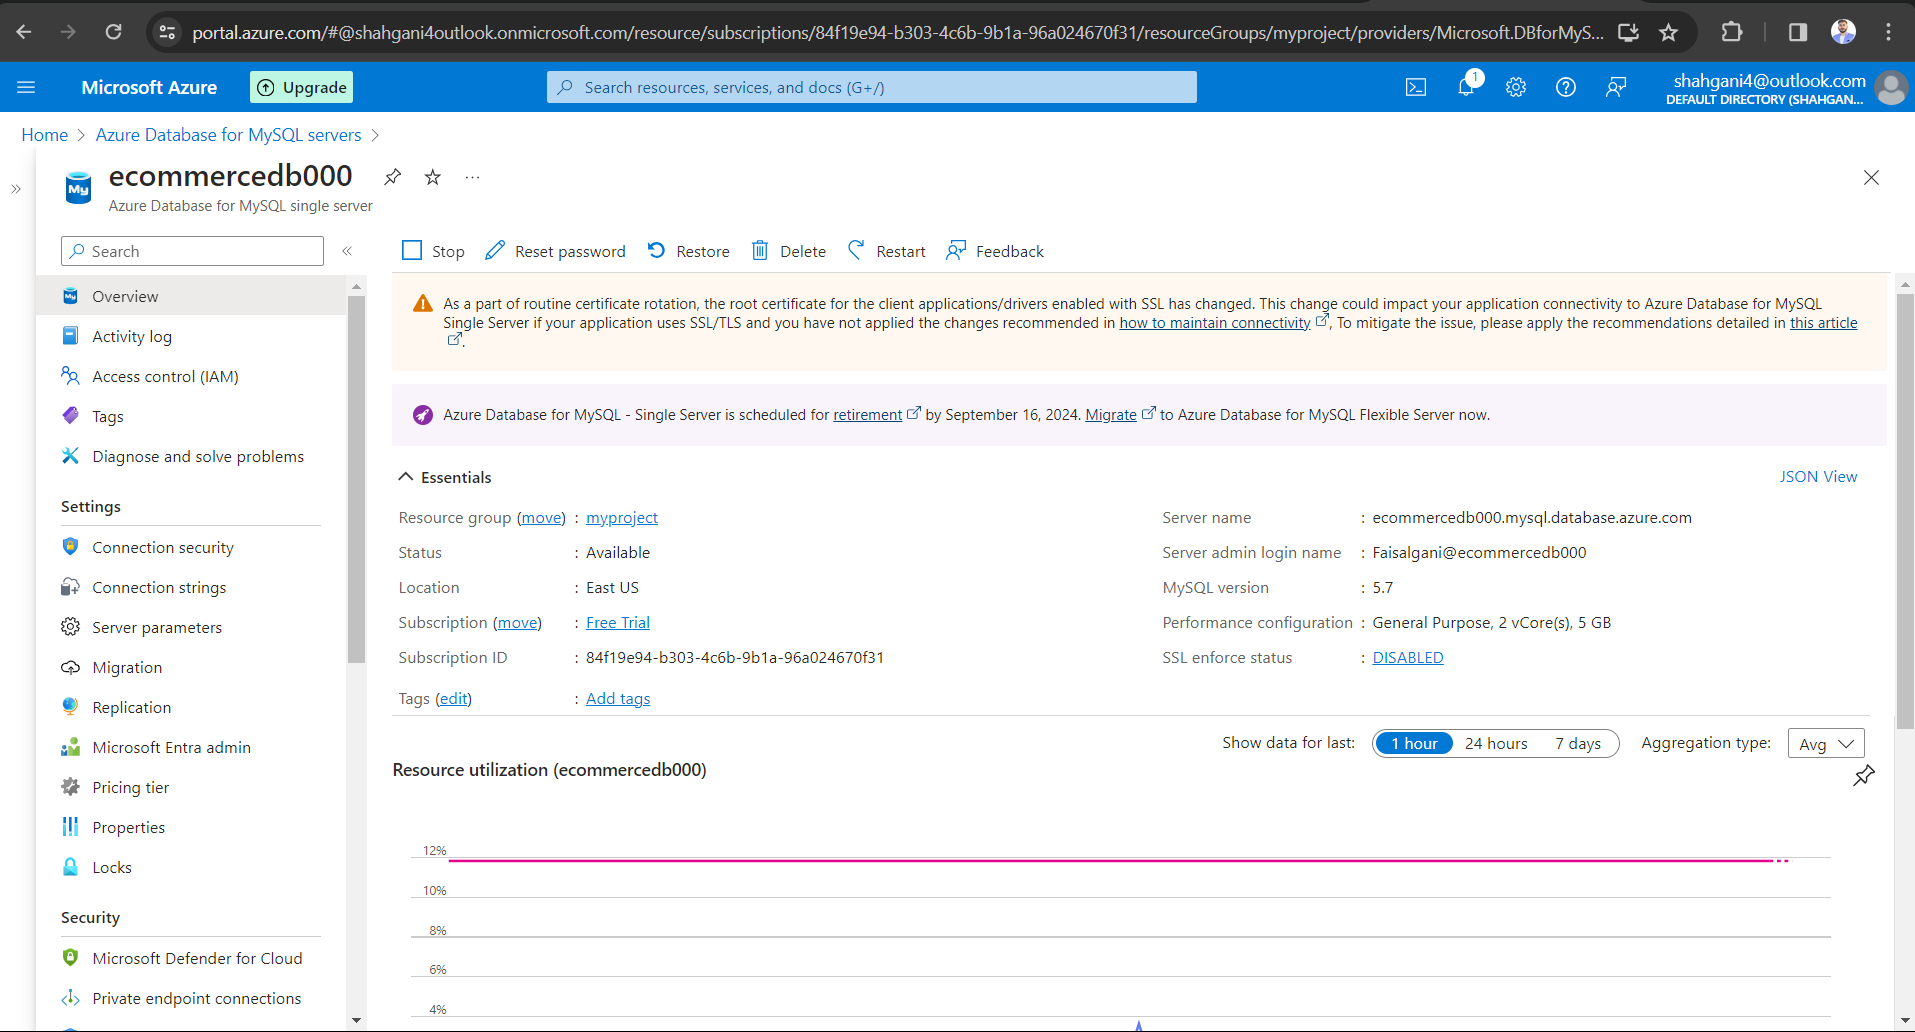 portal.azure.com/#@shahgani4outlook.onmicrosoft.com/resource/subscriptions/84f19e94-b303-4c6b-9b1a-96a024670f31/resourceGroups/myproject/providers/Microsoft.DBforMyS...
Microsoft Azure
Upgrade
Search resources, services, and docs (G+/)
1
shahgani4@outlook.com
DEFAULT DIRECTORY (SHAHGAN...
Home > Azure Database for MySQL servers >
My
ecommercedb000
...
Azure Database for MySQL single server
Search
«
»
Stop
Reset password
Restore
Delete
Restart
Feedback
Overview
Activity log
Access control (IAM)
Tags
Diagnose and solve problems
Settings
Connection security
Connection strings
Server parameters
Migration
Replication
Microsoft Entra admin
Pricing tier
Properties
Locks
Security
Microsoft Defender for Cloud
Private endpoint connections
As a part of routine certificate rotation, the root certificate for the client applications/drivers enabled with SSL has changed. This change could impact your application connectivity to Azure Database for MySQL
Single Server if your application uses SSL/TLS and you have not applied the changes recommended in how to maintain connectivity , To mitigate the issue, please apply the recommendations detailed in this article
.
Azure Database for MySQL - Single Server is scheduled for retirement by September 16, 2024. Migrate to Azure Database for MySQL Flexible Server now.
Essentials
JSON View
Resource group (move) : myproject
Status : Available
Location : East US
Subscription (move) : Free Trial
Subscription ID : 84f19e94-b303-4c6b-9b1a-96a024670f31
Tags (edit) : Add tags
Server name : ecommercedb000.mysql.database.azure.com
Server admin login name : Faisalgani@ecommercedb000
MySQL version : 5.7
Performance configuration : General Purpose, 2 vCore(s), 5 GB
SSL enforce status : DISABLED
Show data for last: 1 hour 24 hours 7 days Aggregation type: Avg
Resource utilization (ecommercedb000)
12%
10%
8%
6%
4%